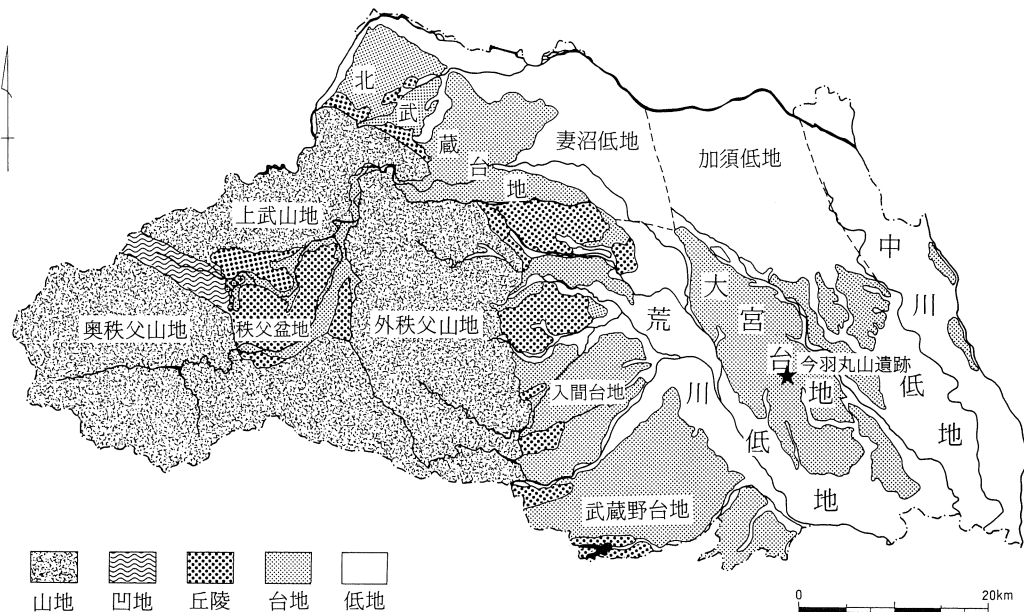 北武蔵台地
妻沼低地
加須低地
上武山地
中川低地
大宮台地
奥秩父山地
秩父盆地
外秩父山地
荒川低地
今羽丸山遺跡
入間台地
武蔵野台地
山地
凹地
丘陵
台地
低地
0
20km